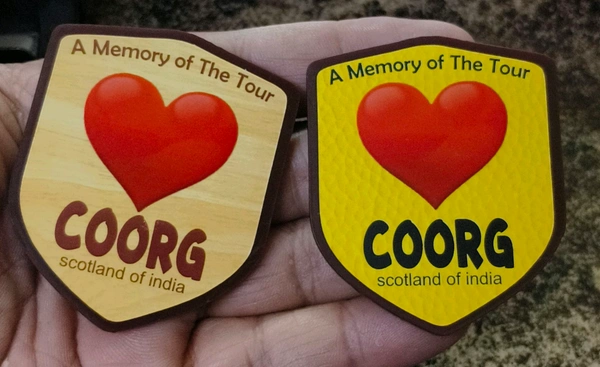 A Memory of The Tour
COORG
scotland of india
A Memory of The Tour
COORG
scotland of india